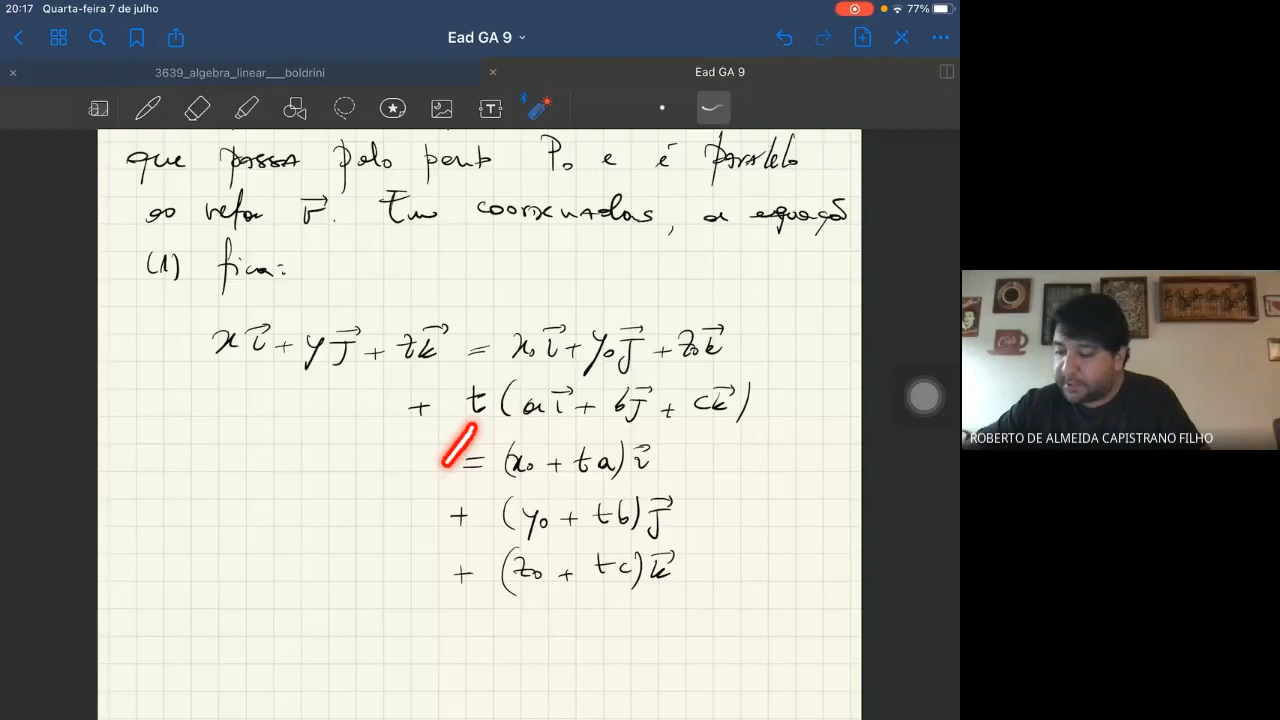 20:17 Quarta-feira 7 de julho
77%
Ead GA 9
3639_algebra_linear___boldrini
Ead GA 9
que passa pelo ponto P₀ e é paralelo
ao vetor v⃗. Em coordenadas, a equação
(1) fica:
x i⃗ + y j⃗ + z k⃗ = x₀ i⃗ + y₀ j⃗ + z₀ k⃗
+ t (a i⃗ + b j⃗ + c k⃗)
= (x₀ + ta) i⃗
+ (y₀ + tb) j⃗
+ (z₀ + tc) k⃗
ROBERTO DE ALMEIDA CAPISTRANO FILHO